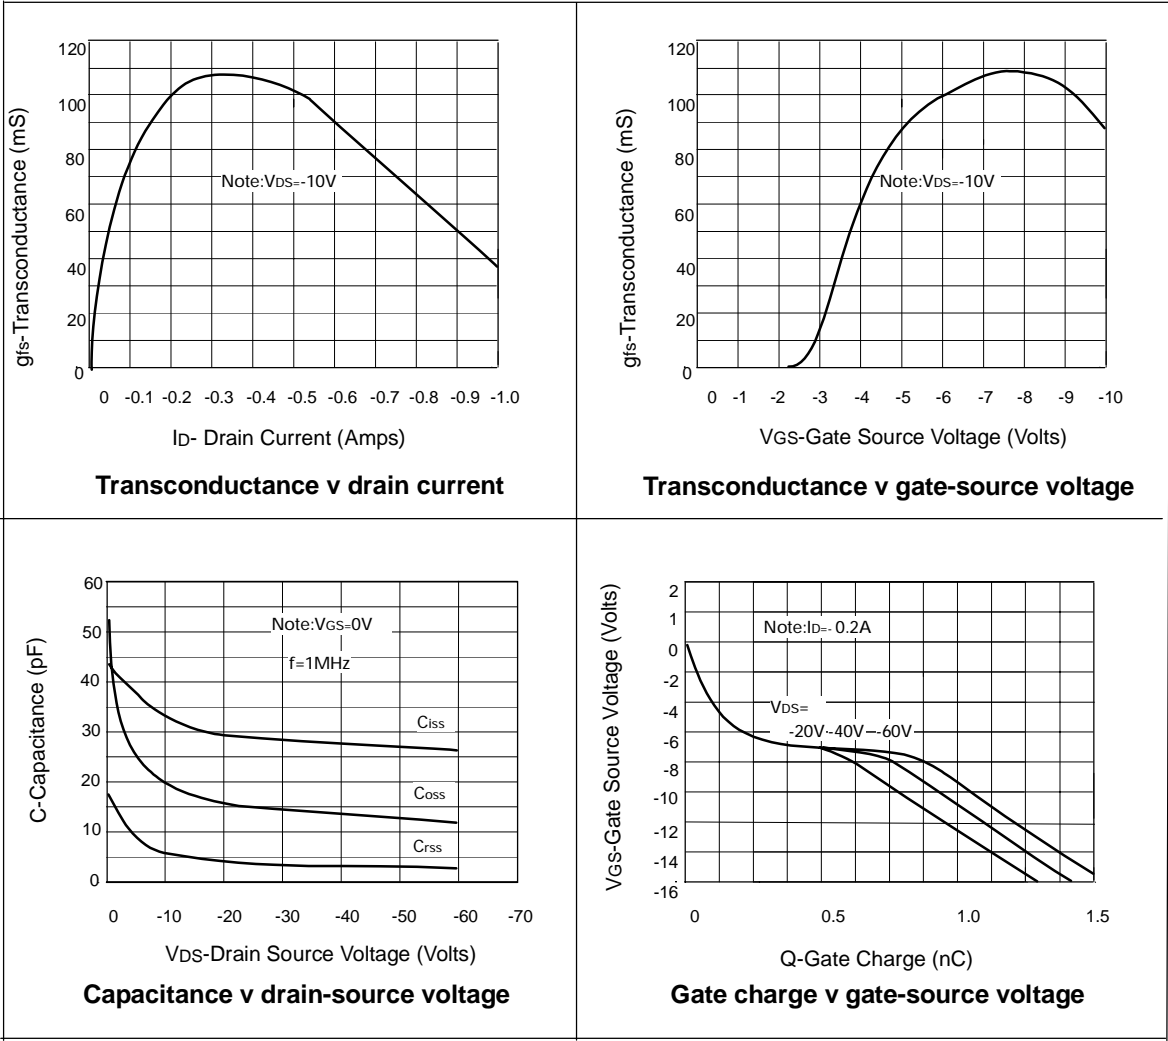 120
100
80
60
40
20
0
gfs-Transconductance (mS)
Note:VDS=-10V
0 -0.1 -0.2 -0.3 -0.4 -0.5 -0.6 -0.7 -0.8 -0.9 -1.0
ID- Drain Current (Amps)
Transconductance v drain current
120
100
80
60
40
20
0
gfs-Transconductance (mS)
Note:VDS=-10V
0 -1 -2 -3 -4 -5 -6 -7 -8 -9 -10
VGS-Gate Source Voltage (Volts)
Transconductance v gate-source voltage
60
50
40
30
20
10
0
C-Capacitance (pF)
Note:VGS=0V
f=1MHz
Ciss
Coss
Crss
0 -10 -20 -30 -40 -50 -60 -70
VDS-Drain Source Voltage (Volts)
Capacitance v drain-source voltage
2
1
0
-2
-4
-6
-8
-10
-12
-14
-16
VGS-Gate Source Voltage (Volts)
Note:ID=- 0.2A
VDS=
-20V -40V -60V
0 0.5 1.0 1.5
Q-Gate Charge (nC)
Gate charge v gate-source voltage